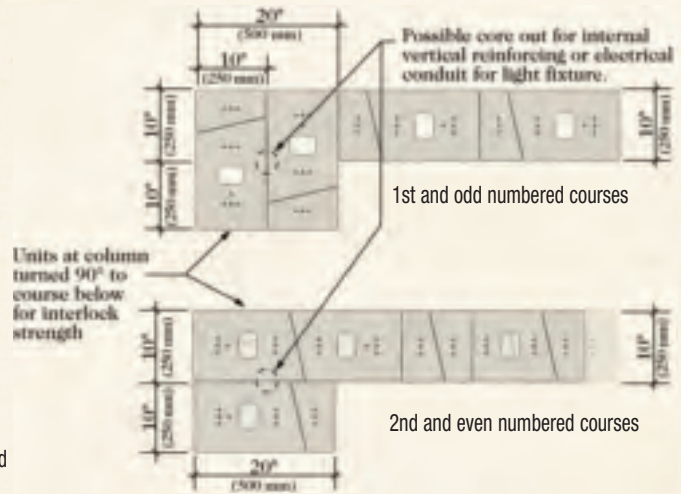 20"
(500 mm)
10"
(250 mm)
Possible core out for internal
vertical reinforcing or electrical
conduit for light fixture.
10"
(250 mm)
10"
(250 mm)
10"
(250 mm)
1st and odd numbered courses
Units at column
turned 90° to
course below
for interlock
strength
10"
(250 mm)
10"
(250 mm)
10"
(250 mm)
2nd and even numbered courses
d
20"
(500 mm)